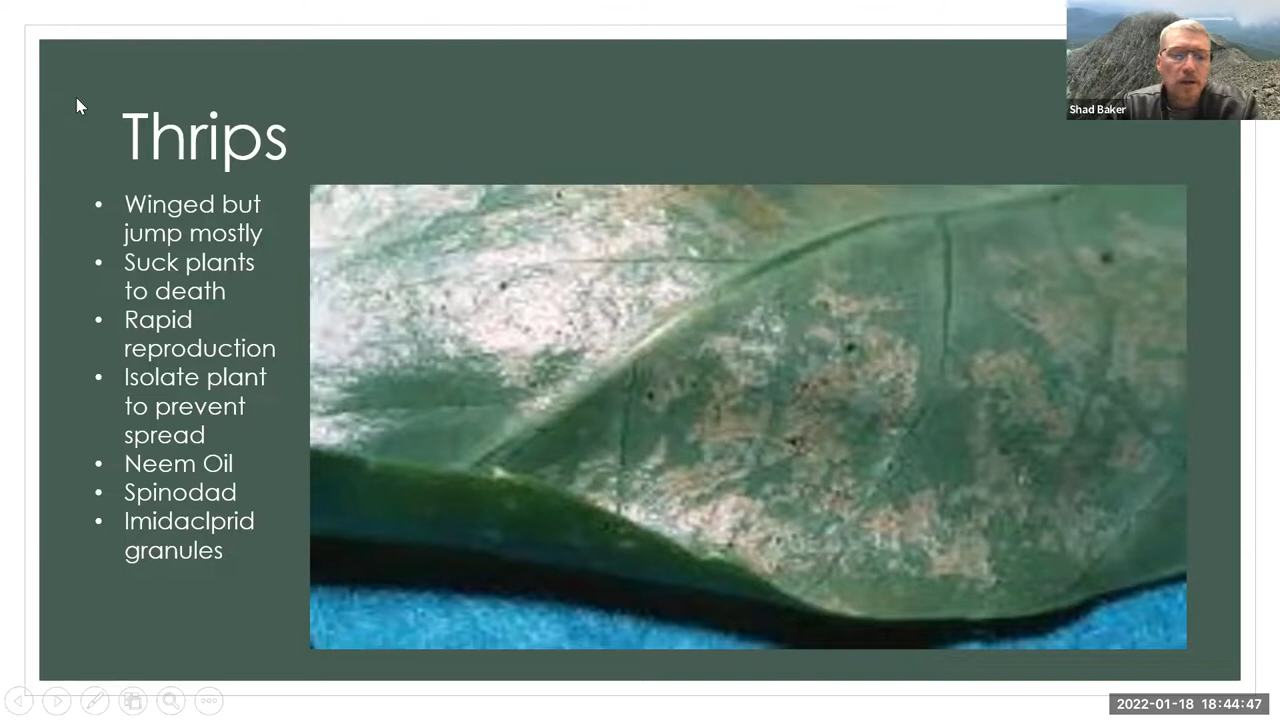 Shad Baker
Thrips
• Winged but
jump mostly
• Suck plants
to death
• Rapid
reproduction
• Isolate plant
to prevent
spread
• Neem Oil
• Spinodad
• Imidaclprid
granules
2022-01-18 18:44:47